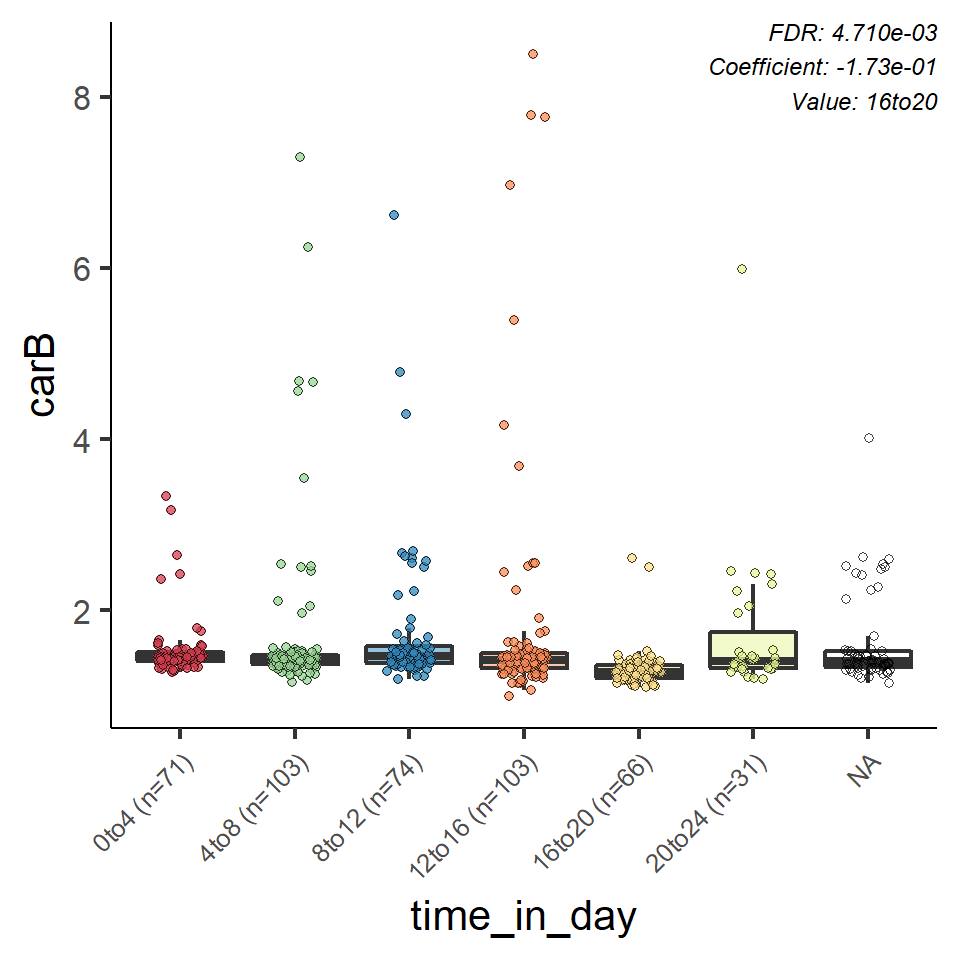 FDR: 4.710e-03
Coefficient: -1.73e-01
Value: 16to20
carB
8
6
4
2
0to4 (n=71)
4to8 (n=103)
8to12 (n=74)
12to16 (n=103)
16to20 (n=66)
20to24 (n=31)
NA
time_in_day